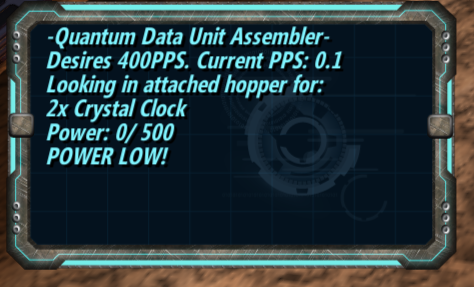 -Quantum Data Unit Assembler-
Desires 400PPS. Current PPS: 0.1
Looking in attached hopper for:
2x Crystal Clock
Power: 0/ 500
POWER LOW!